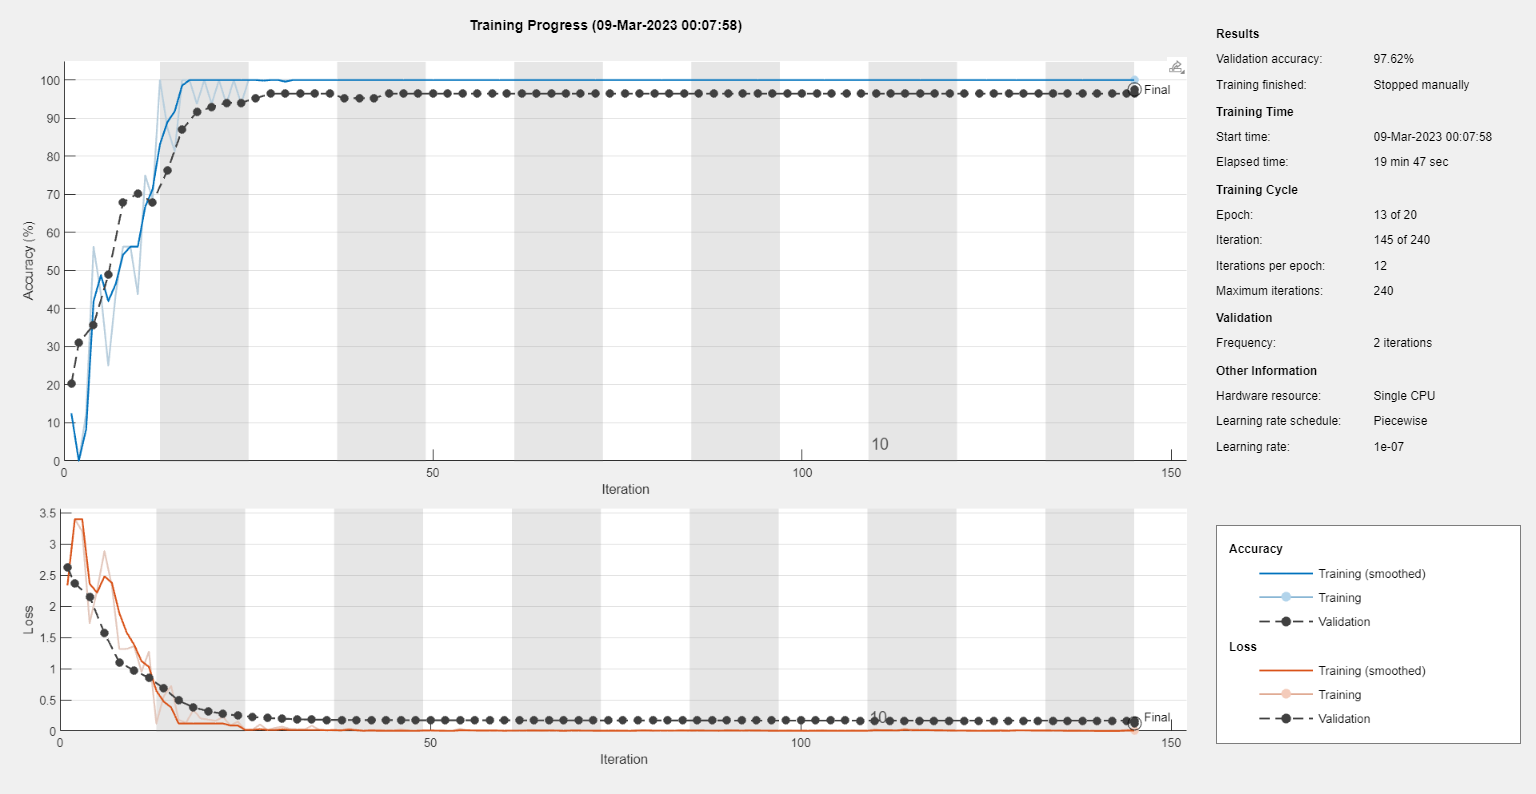 Training Progress (09-Mar-2023 00:07:58)
100
90
80
70
60
50
40
30
20
10
0
Accuracy (%)
Final
10
0
50
100
150
Iteration
3.5
3
2.5
2
1.5
1
0.5
0
Loss
10
Final
0
50
100
150
Iteration
Results
Validation accuracy: 97.62%
Training finished: Stopped manually
Training Time
Start time: 09-Mar-2023 00:07:58
Elapsed time: 19 min 47 sec
Training Cycle
Epoch: 13 of 20
Iteration: 145 of 240
Iterations per epoch: 12
Maximum iterations: 240
Validation
Frequency: 2 iterations
Other Information
Hardware resource: Single CPU
Learning rate schedule: Piecewise
Learning rate: 1e-07
Accuracy
Training (smoothed)
Training
Validation
Loss
Training (smoothed)
Training
Validation